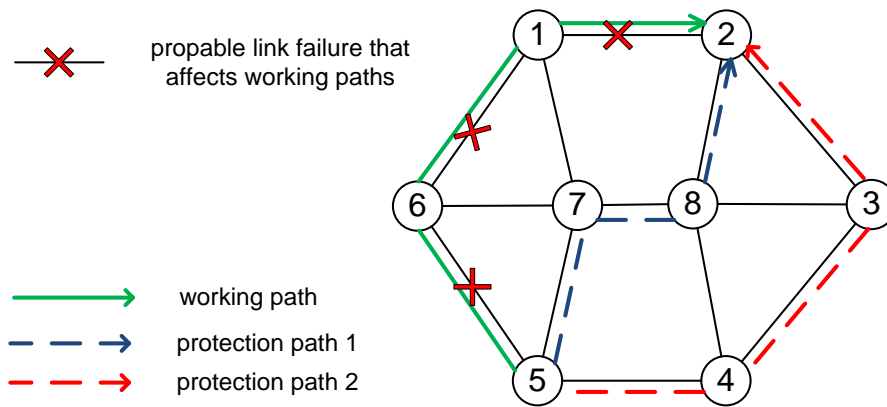 propable link failure that
affects working paths
1
2
6
7
8
3
5
4
working path
protection path 1
protection path 2